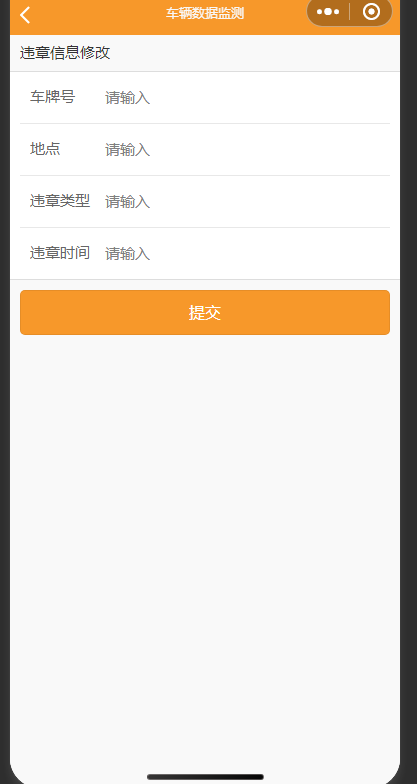 车辆数据监测
违章信息修改
车牌号 请输入
地点 请输入
违章类型 请输入
违章时间 请输入
提交